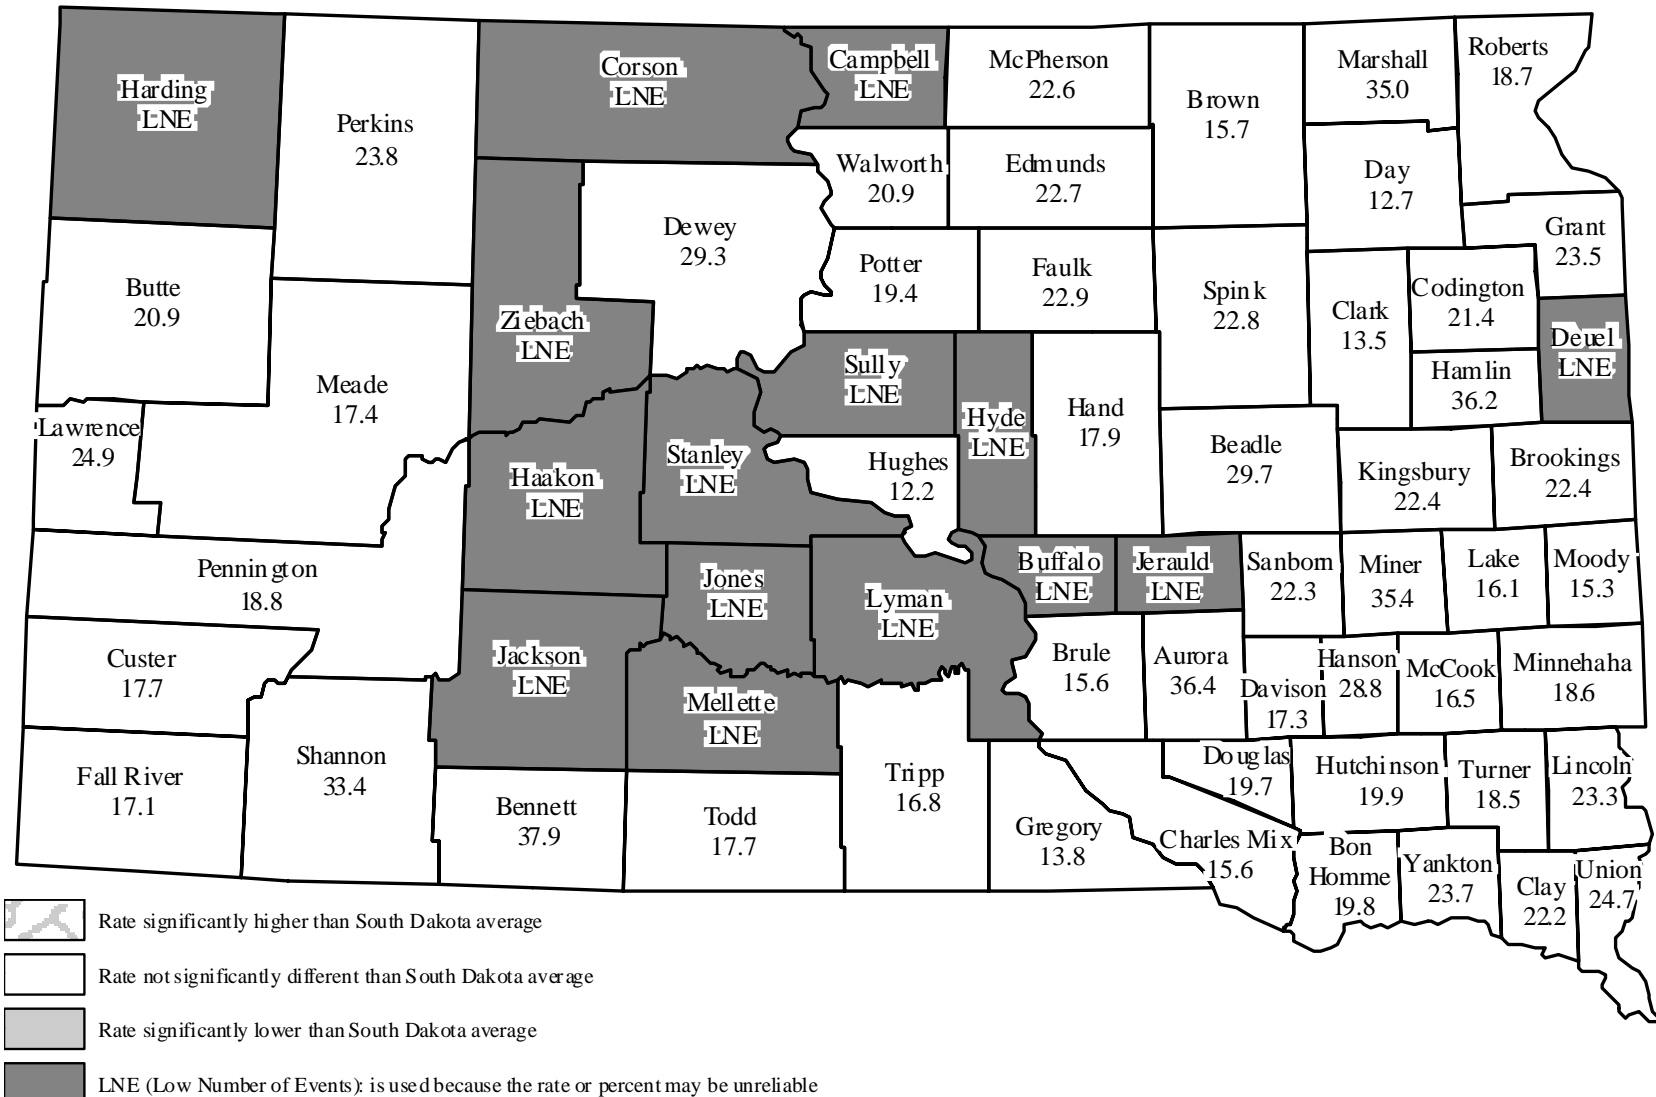 Harding
LNE
Perkins
23.8
Corson
LNE
Campbell
LNE
McPherson
22.6
Brown
15.7
Marshall
35.0
Roberts
18.7
Walworth
20.9
Edmunds
22.7
Day
12.7
Grant
23.5
Butte
20.9
Ziebach
LNE
Dewey
29.3
Potter
19.4
Faulk
22.9
Spink
22.8
Clark
13.5
Codington
21.4
Deuel
LNE
Hamlin
36.2
Lawrence
24.9
Meade
17.4
Sully
LNE
Hyde
LNE
Hand
17.9
Haakon
LNE
Stanley
LNE
Hughes
12.2
Beadle
29.7
Kingsbury
22.4
Brookings
22.4
Pennington
18.8
Jones
LNE
Lyman
LNE
Buffalo
LNE
Jerauld
LNE
Sanborn
22.3
Miner
35.4
Lake
16.1
Moody
15.3
Custer
17.7
Jackson
LNE
Mellette
LNE
Brule
15.6
Aurora
36.4
Davison
17.3
Hanson
28.8
McCook
16.5
Minnehaha
18.6
Fall River
17.1
Shannon
33.4
Bennett
37.9
Todd
17.7
Tripp
16.8
Gregory
13.8
Charles Mix
15.6
Douglas
19.7
Hutchinson
19.9
Turner
18.5
Lincoln
23.3
Bon
Homme
19.8
Yankton
23.7
Clay
22.2
Union
24.7
Rate significantly higher than South Dakota average
Rate not significantly different than South Dakota average
Rate significantly lower than South Dakota average
LNE (Low Number of Events): is used because the rate or percent may be unreliable